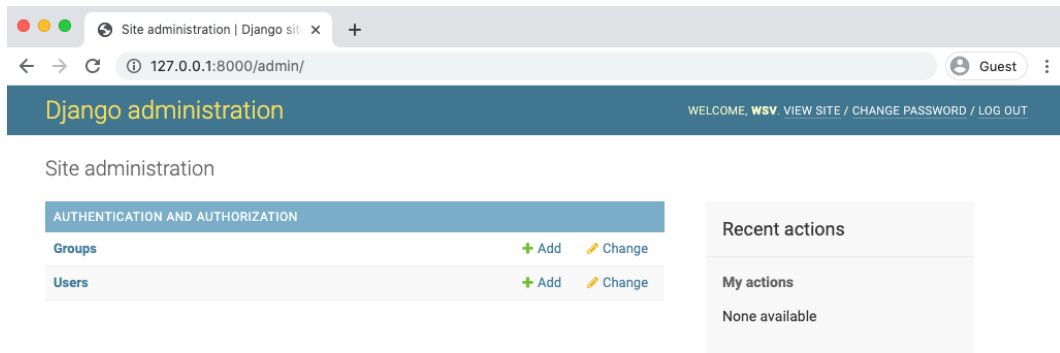 Site administration | Django sit
127.0.0.1:8000/admin/
Guest
Django administration
WELCOME, WSV. VIEW SITE / CHANGE PASSWORD / LOG OUT
Site administration
AUTHENTICATION AND AUTHORIZATION
Groups + Add Change
Users + Add Change
Recent actions
My actions
None available